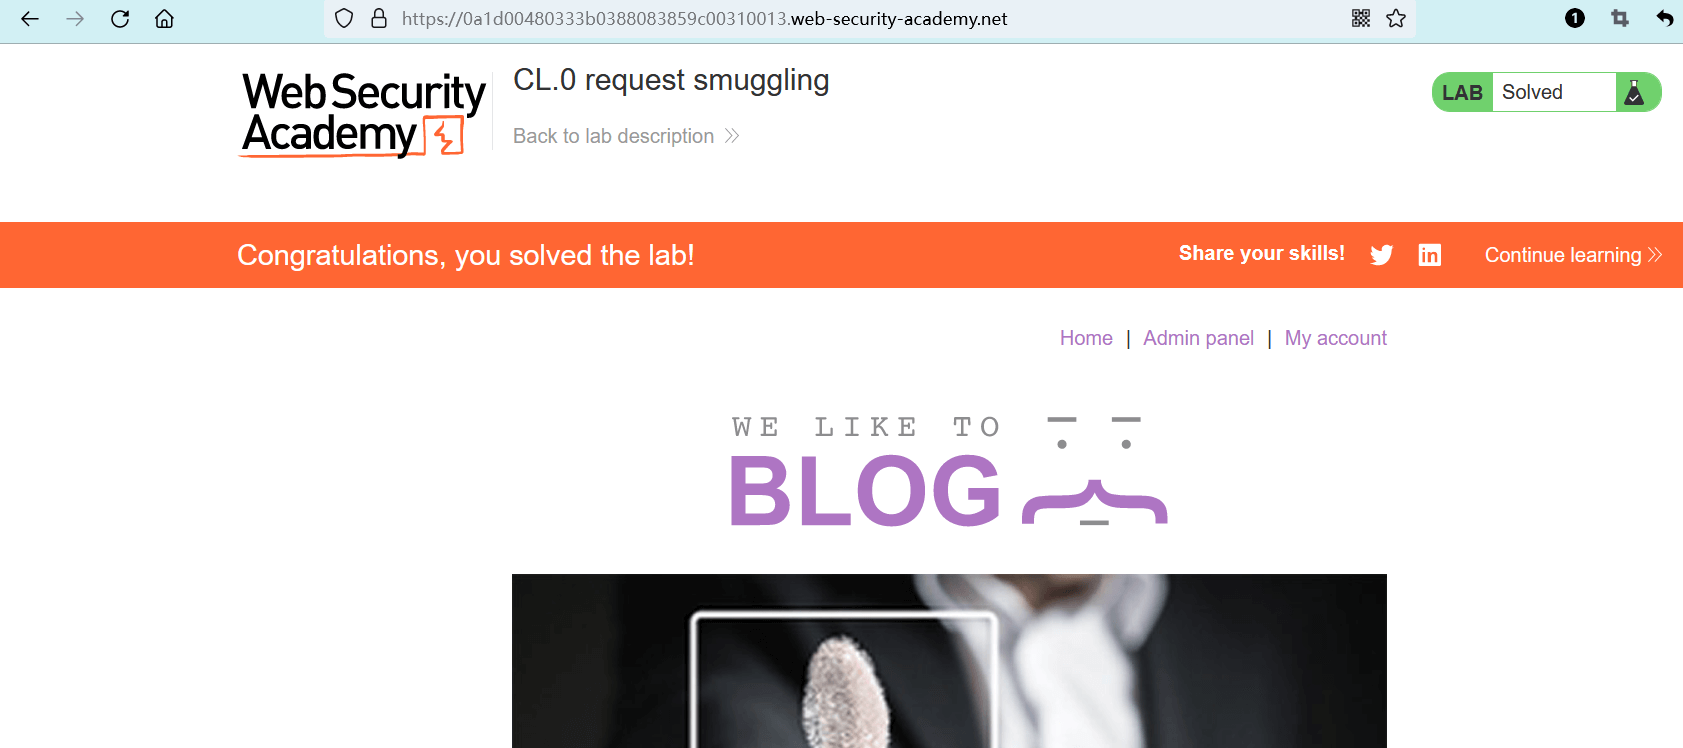 https://0a1d00480333b0388083859c00310013.web-security-academy.net
1
Web Security
Academy
CL.0 request smuggling
Back to lab description
LAB Solved
Congratulations, you solved the lab!
Share your skills!
Continue learning
Home | Admin panel | My account
WE LIKE TO
BLOG